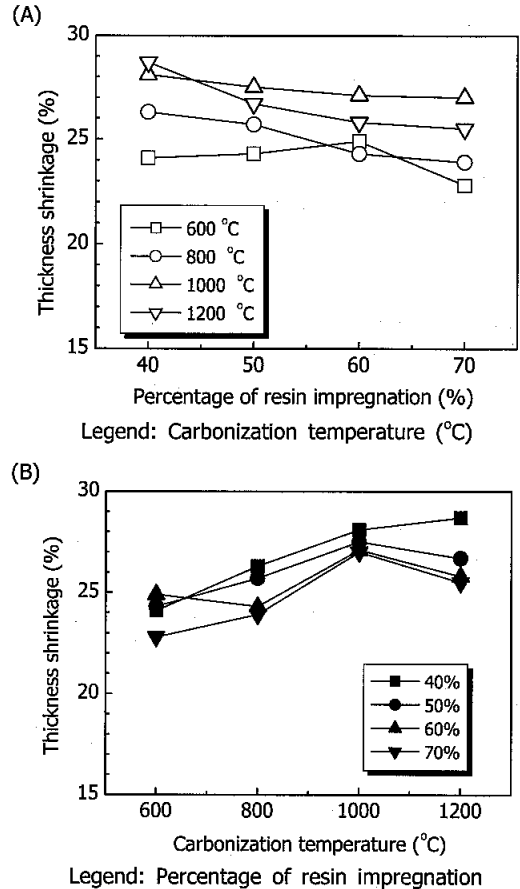 (A)
30
25
20
15
Thickness shrinkage (%)
600 °C
800 °C
1000 °C
1200 °C
40 50 60 70
Percentage of resin impregnation (%)
Legend: Carbonization temperature (°C)
(B)
30
25
20
15
Thickness shrinkage (%)
40%
50%
60%
70%
600 800 1000 1200
Carbonization temperature (°C)
Legend: Percentage of resin impregnation